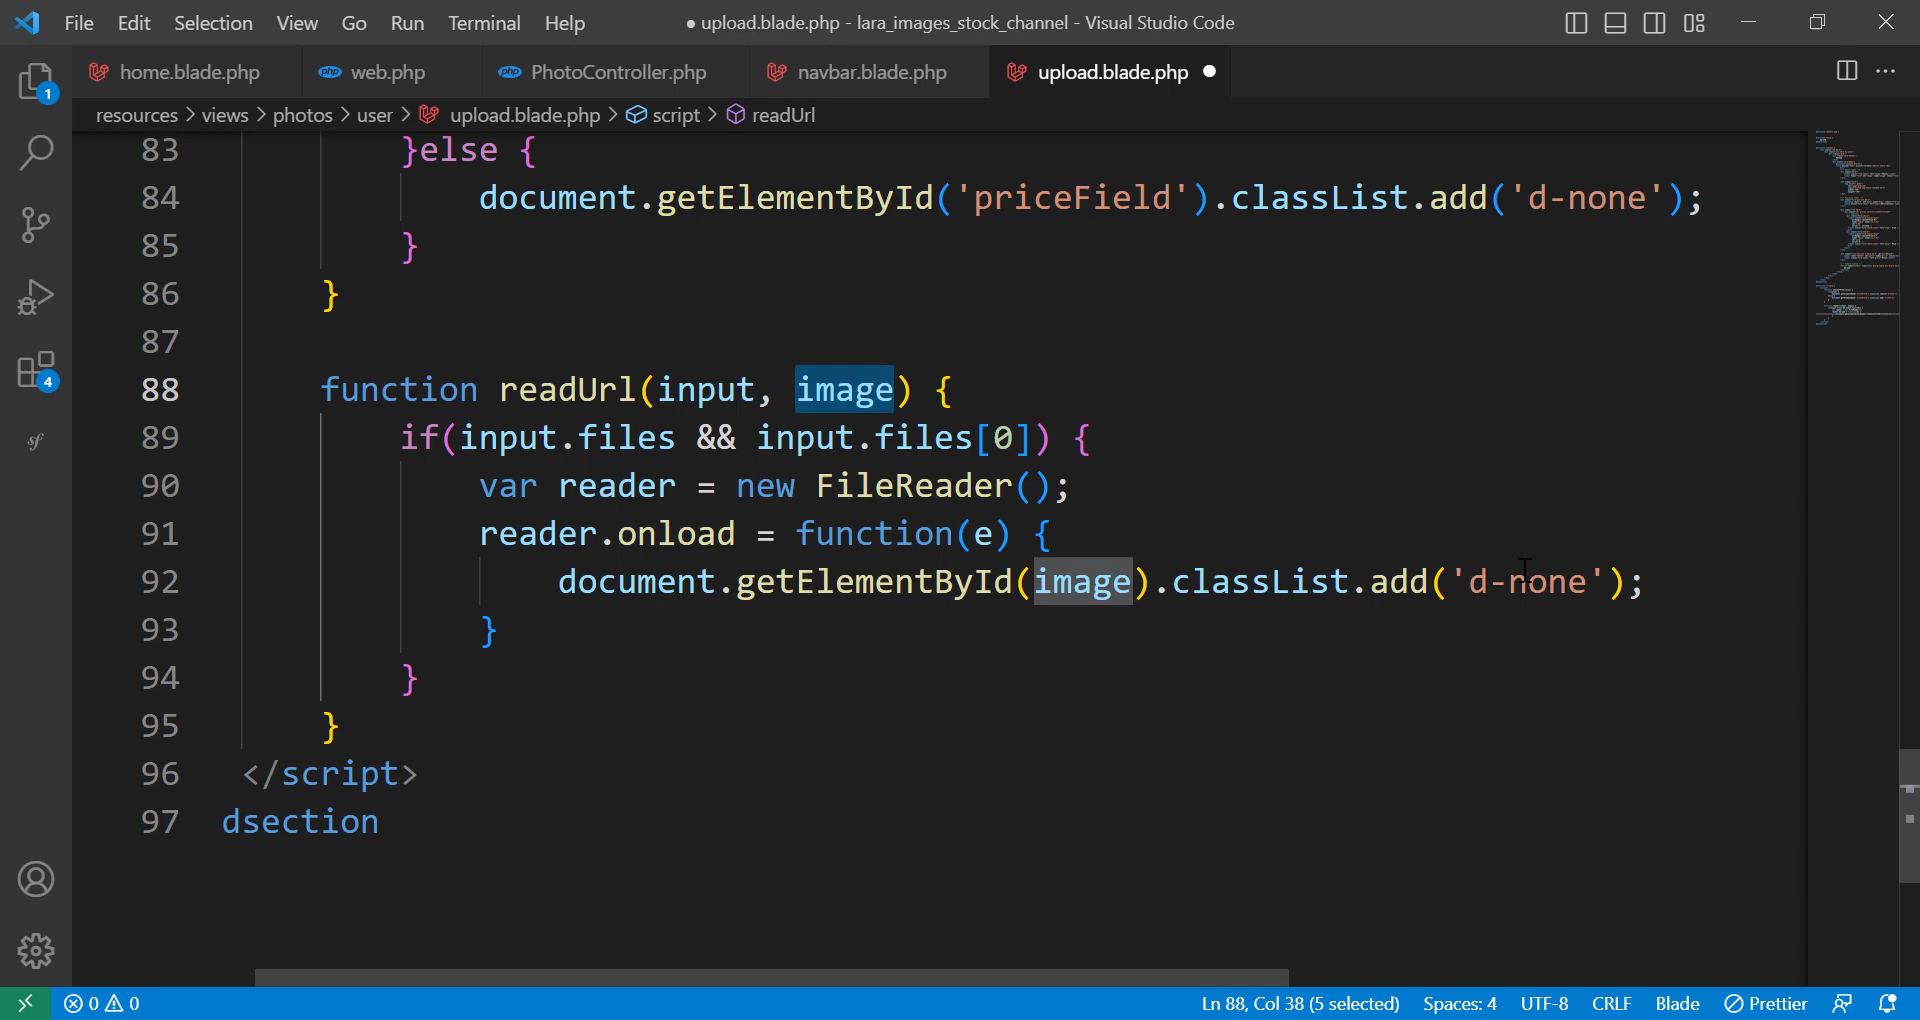 File Edit Selection View Go Run Terminal Help
● upload.blade.php - lara_images_stock_channel - Visual Studio Code
home.blade.php
php web.php
php PhotoController.php
navbar.blade.php
upload.blade.php
resources > views > photos > user > upload.blade.php > script > readUrl
1
4
sf
83 }else {
84 document.getElementById('priceField').classList.add('d-none');
85 }
86 }
87
88 function readUrl(input, image) {
89 if(input.files && input.files[0]) {
90 var reader = new FileReader();
91 reader.onload = function(e) {
92 document.getElementById(image).classList.add('d-none');
93 }
94 }
95 }
96 </script>
97 dsection
0 0 Ln 88, Col 38 (5 selected) Spaces: 4 UTF-8 CRLF Blade Prettier